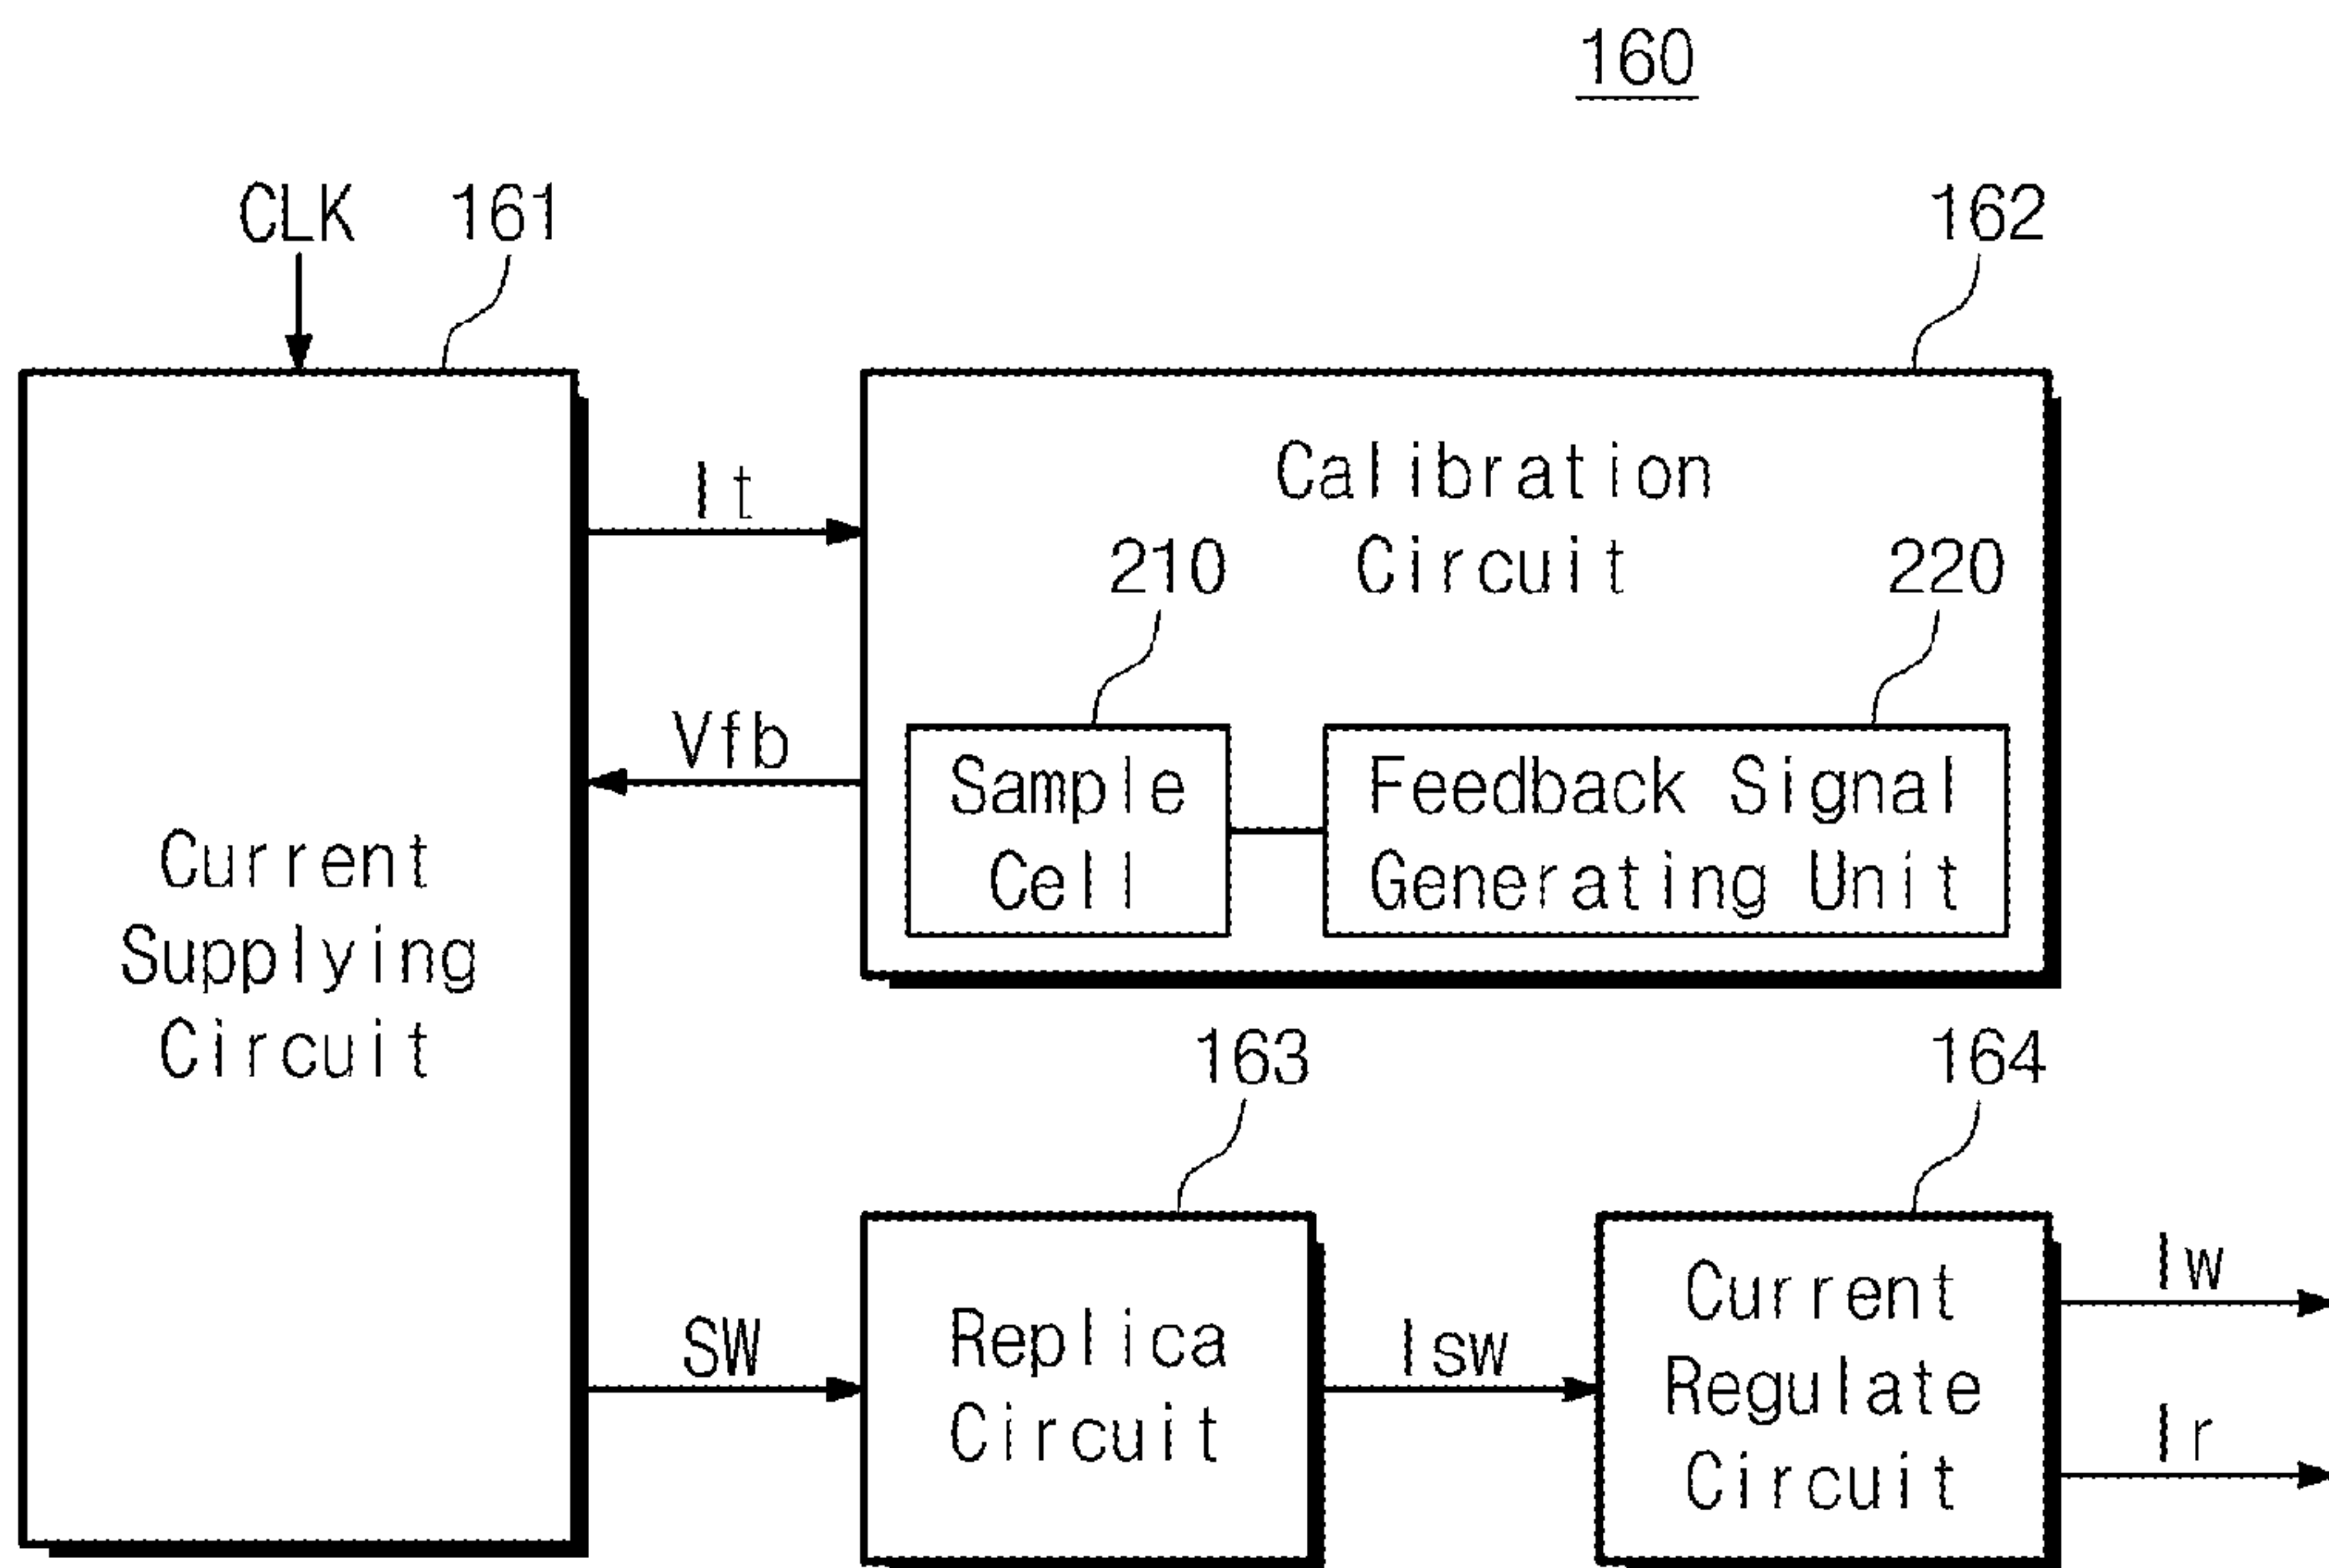 160
CLK
161
162
It
Calibration
Circuit
210
220
Vfb
Sample
Cell
Feedback Signal
Generating Unit
Current
Supplying
Circuit
163
164
SW
Replica
Circuit
Isw
Current
Regulate
Circuit
Iw
Ir